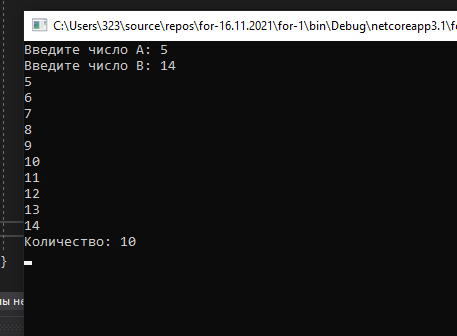 C:\Users\323\source\repos\for-16.11.2021\for-1\bin\Debug\netcoreapp3.1\fo
Введите число A: 5
Введите число B: 14
5
6
7
8
9
10
11
12
13
14
Количество: 10
}